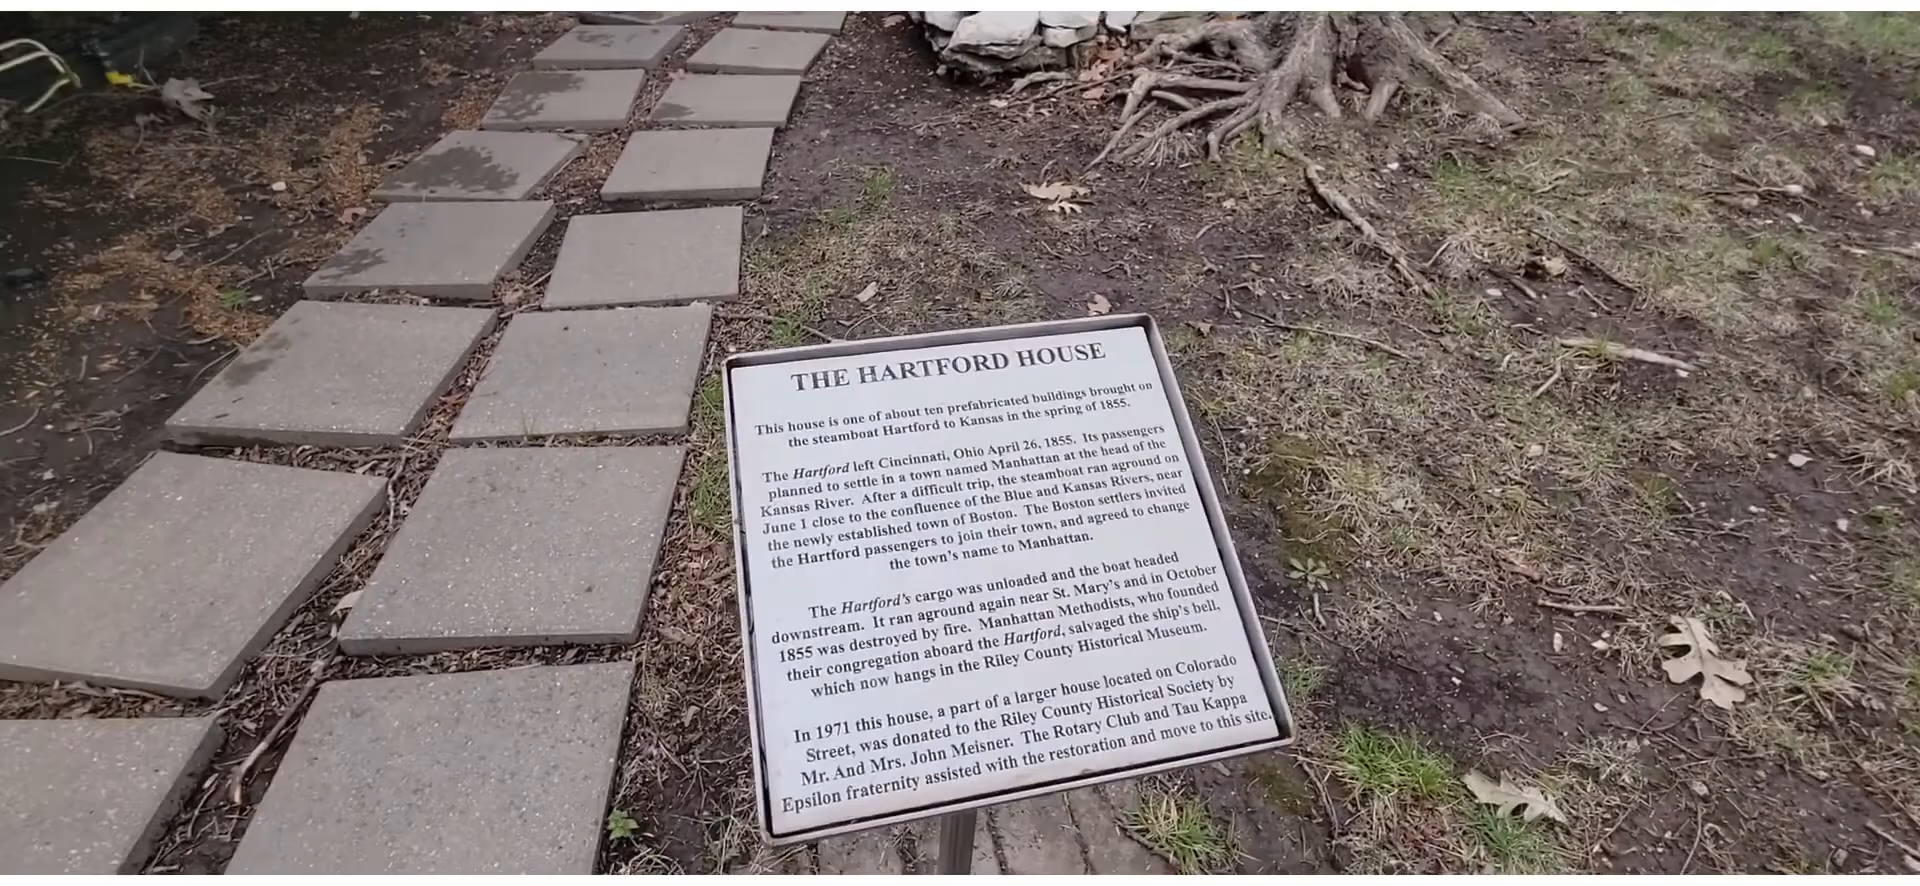 THE HARTFORD HOUSE
This house is one of about ten prefabricated buildings brought on
the steamboat Hartford to Kansas in the spring of 1855.
The Hartford left Cincinnati, Ohio April 26, 1855. Its passengers
planned to settle in a town named Manhattan at the head of the
Kansas River. After a difficult trip, the steamboat ran aground on
June 1 close to the confluence of the Blue and Kansas Rivers, near
the newly established town of Boston. The Boston settlers invited
the Hartford passengers to join their town, and agreed to change
the town's name to Manhattan.
The Hartford's cargo was unloaded and the boat headed
downstream. It ran aground again near St. Mary's and in October
1855 was destroyed by fire. Manhattan Methodists, who founded
their congregation aboard the Hartford, salvaged the ship's bell,
which now hangs in the Riley County Historical Museum.
In 1971 this house, a part of a larger house located on Colorado
Street, was donated to the Riley County Historical Society by
Mr. And Mrs. John Meisner. The Rotary Club and Tau Kappa
Epsilon fraternity assisted with the restoration and move to this site.